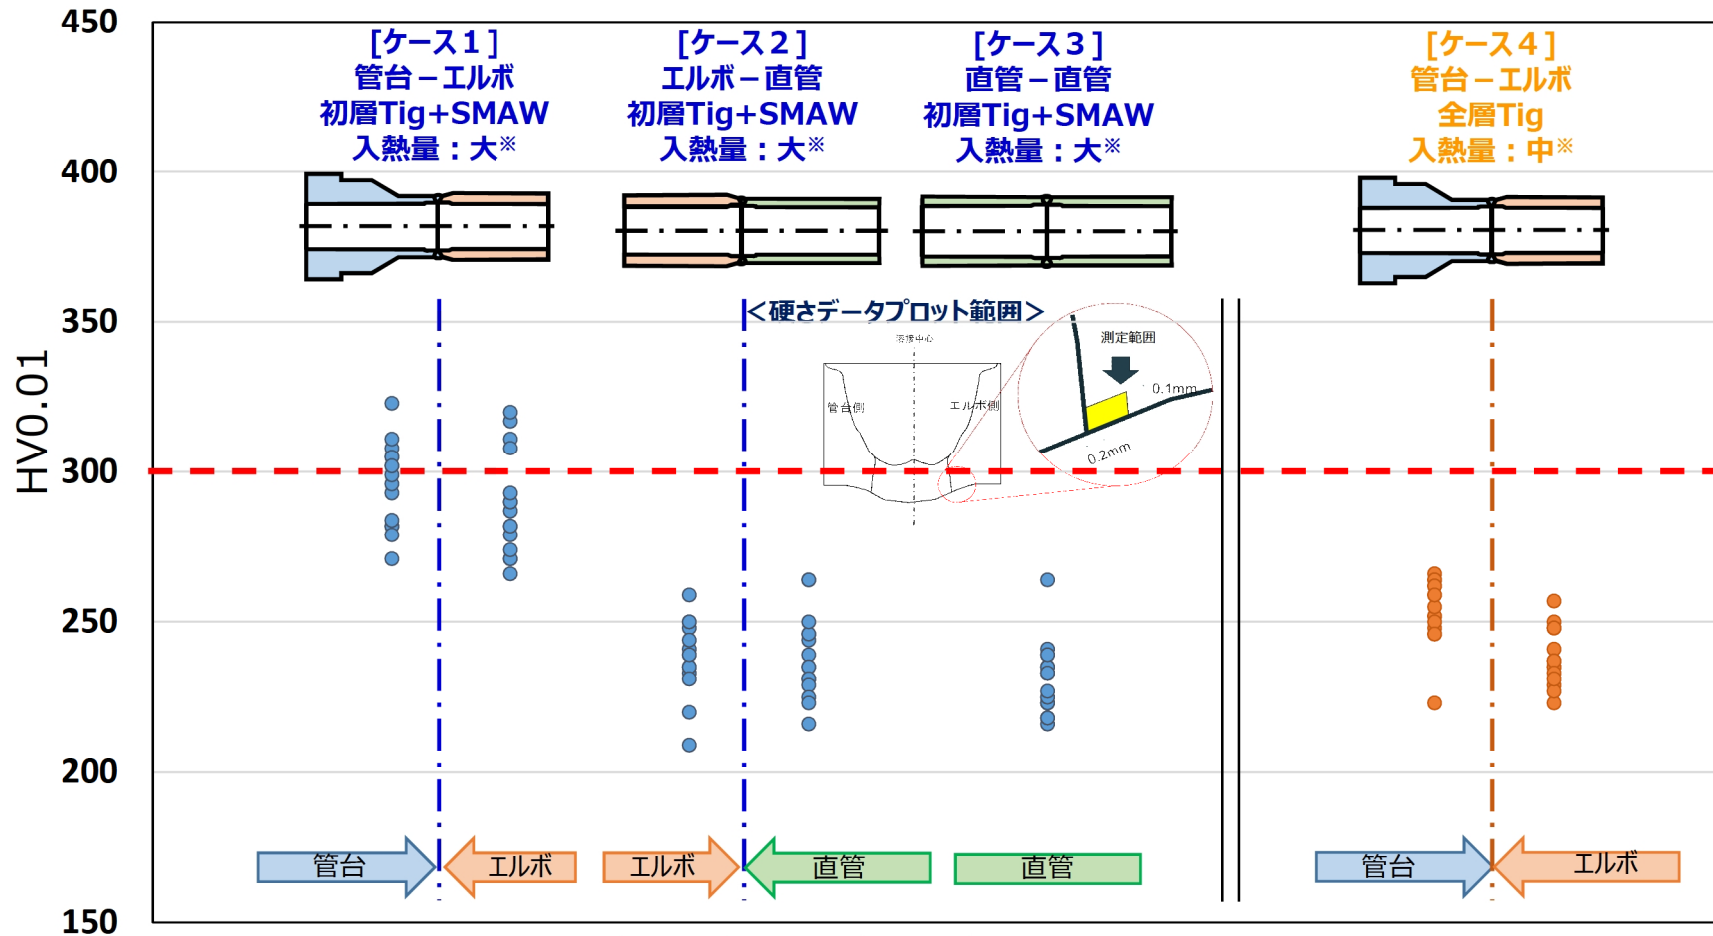 450
400
350
300
250
200
150
HV0.01
[ケース1]
管台－エルボ
初層Tig+SMAW
入熱量：大※
[ケース2]
エルボ－直管
初層Tig+SMAW
入熱量：大※
[ケース3]
直管－直管
初層Tig+SMAW
入熱量：大※
[ケース4]
管台－エルボ
全層Tig
入熱量：中※
＜硬さデータプロット範囲＞
溶接中心
管台側
エルボ側
測定範囲
0.1mm
0.2mm
管台
エルボ
エルボ
直管
直管
管台
エルボ